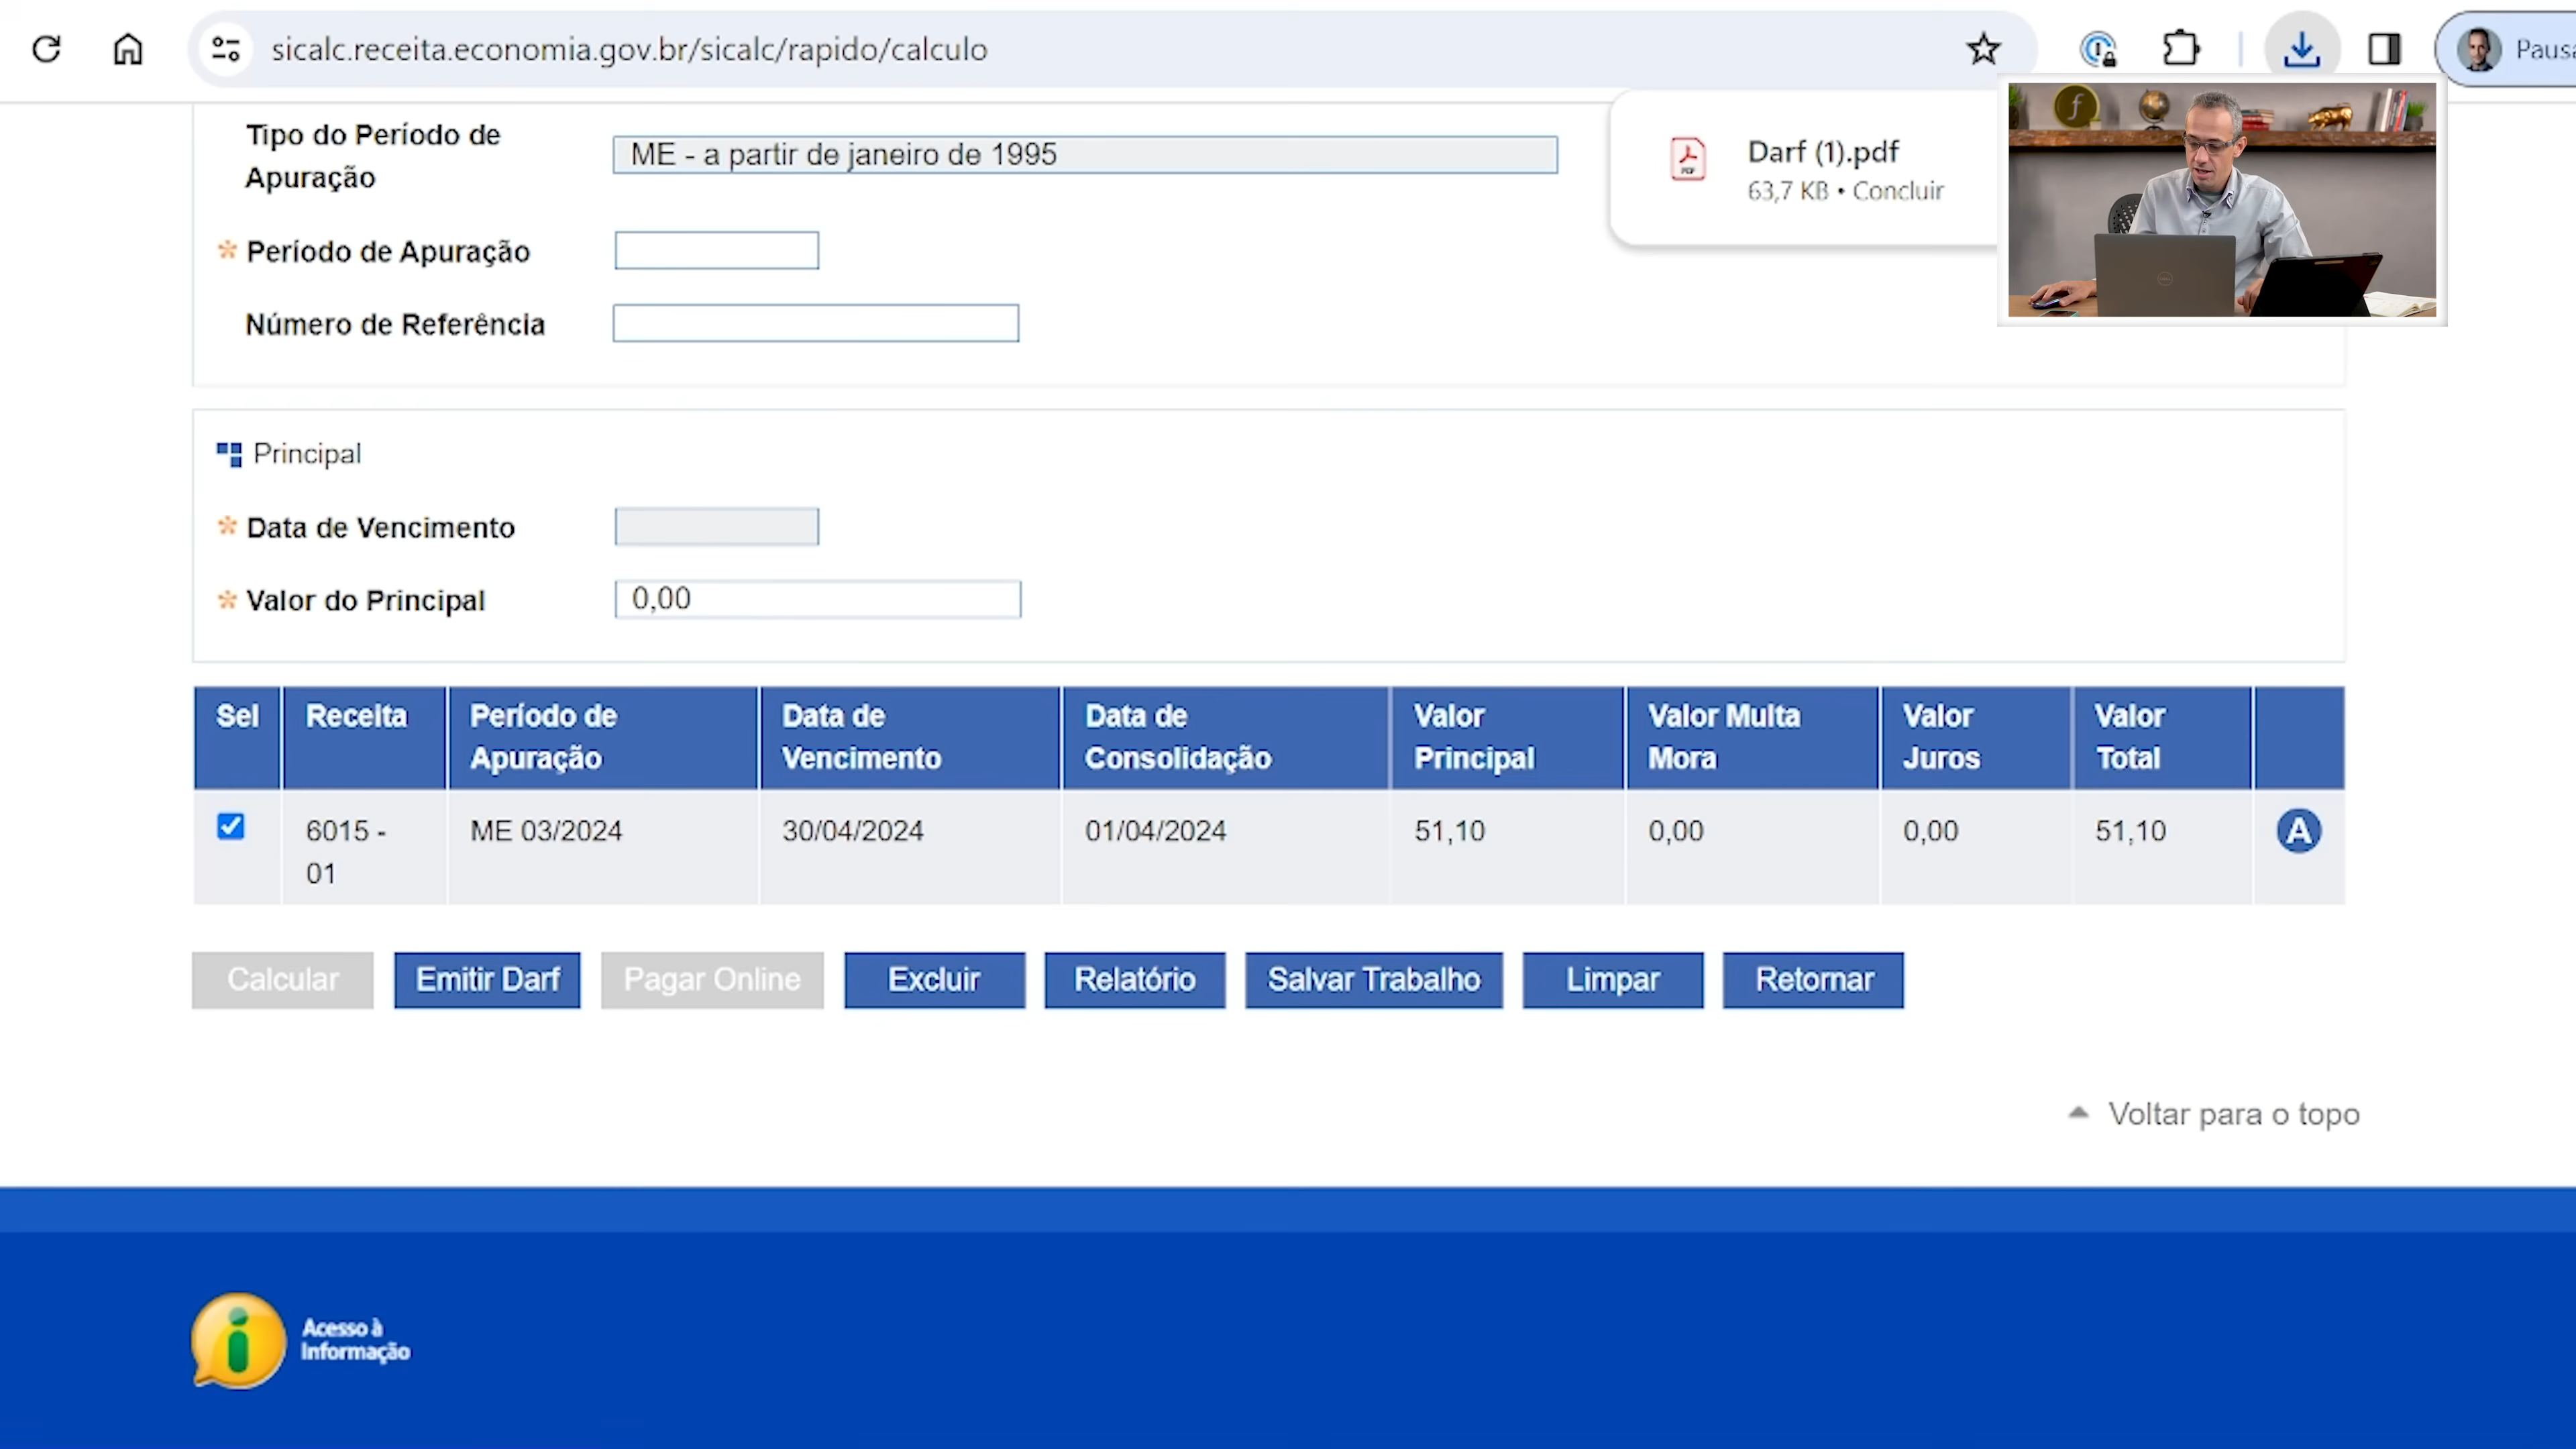 sicalc.receita.economia.gov.br/sicalc/rapido/calculo
Tipo do Período de
Apuração
ME - a partir de janeiro de 1995
Darf (1).pdf
63,7 KB • Concluir
* Período de Apuração
Número de Referência
Principal
* Data de Vencimento
* Valor do Principal 0,00
Sel Receita Período de Apuração Data de Vencimento Data de Consolidação Valor Principal Valor Multa Mora Valor Juros Valor Total
6015 - 01 ME 03/2024 30/04/2024 01/04/2024 51,10 0,00 0,00 51,10 A
Calcular Emitir Darf Pagar Online Excluir Relatório Salvar Trabalho Limpar Retornar
Voltar para o topo
Acesso à
Informação